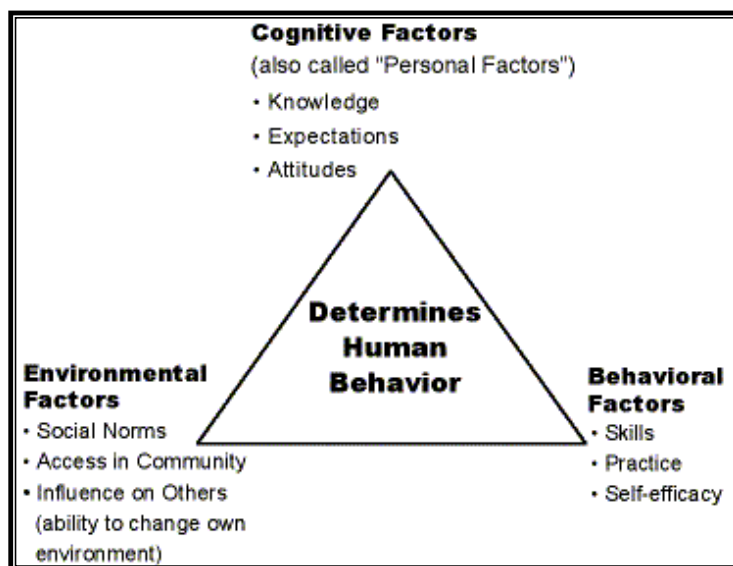 Cognitive Factors
(also called "Personal Factors")
• Knowledge
• Expectations
• Attitudes
Determines
Human
Behavior
Environmental
Factors
• Social Norms
• Access in Community
• Influence on Others
(ability to change own
environment)
Behavioral
Factors
• Skills
• Practice
• Self-efficacy